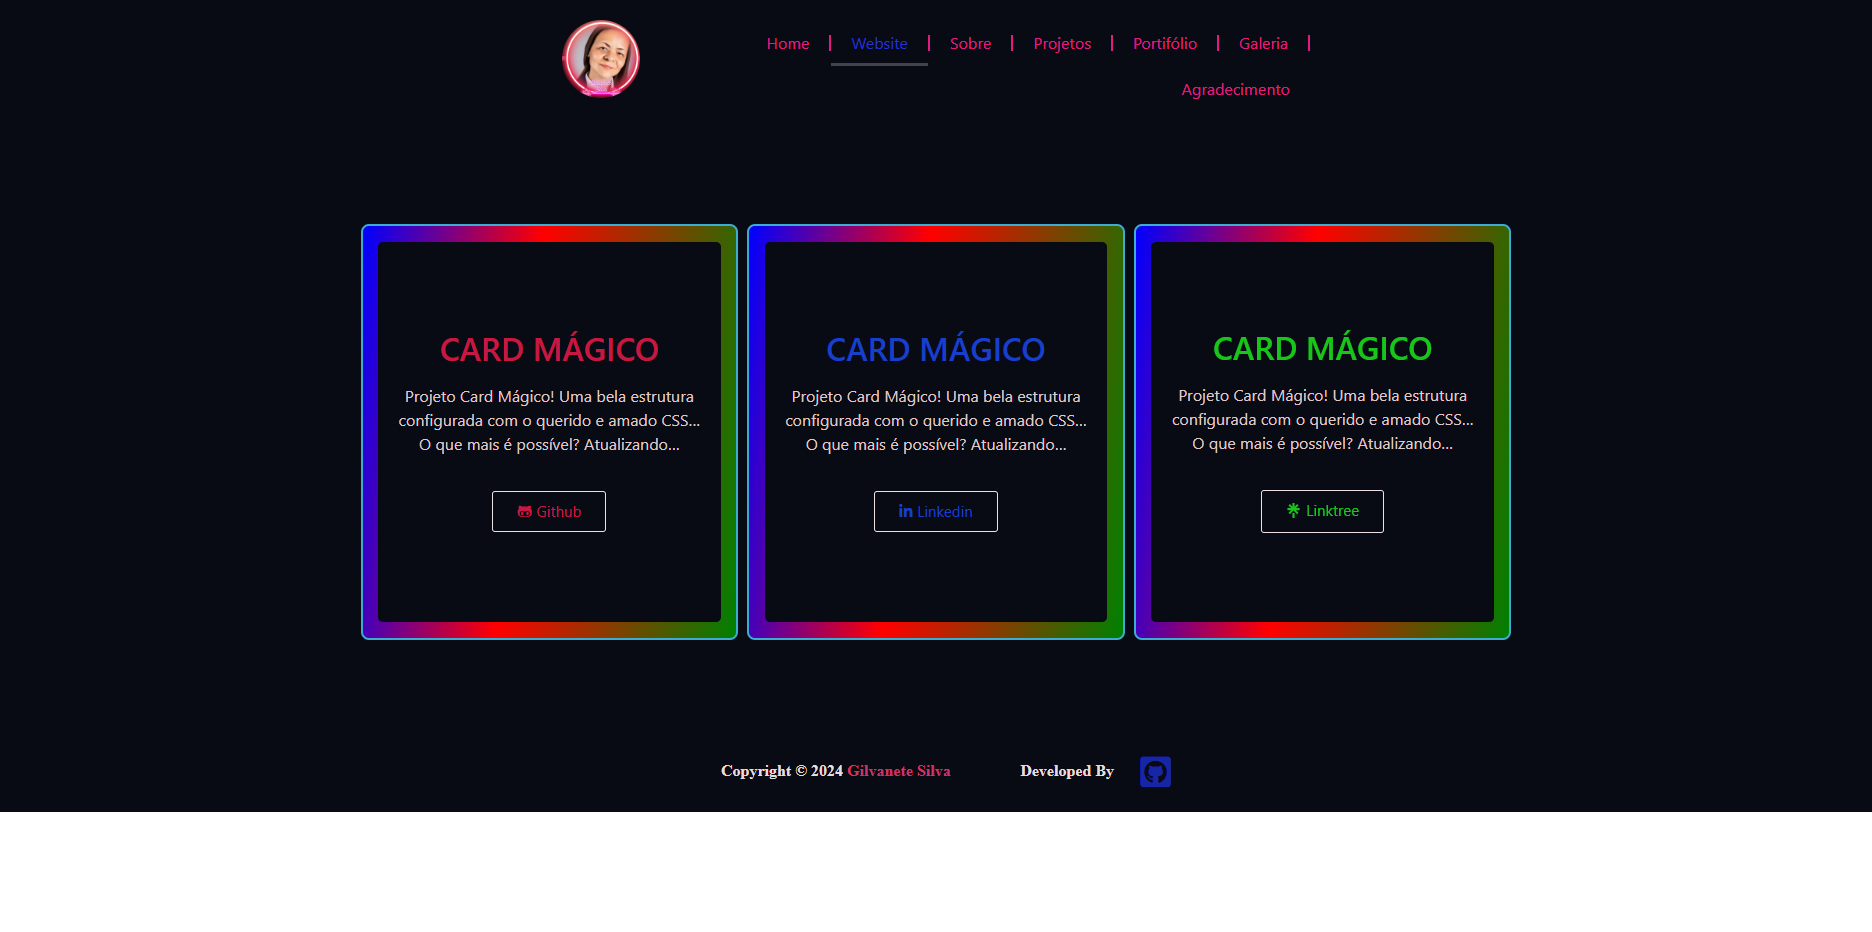 Home Website Sobre Projetos Portifólio Galeria
Agradecimento
CARD MÁGICO
Projeto Card Mágico! Uma bela estrutura
configurada com o querido e amado CSS...
O que mais é possível? Atualizando...
Github
CARD MÁGICO
Projeto Card Mágico! Uma bela estrutura
configurada com o querido e amado CSS...
O que mais é possível? Atualizando...
Linkedin
CARD MÁGICO
Projeto Card Mágico! Uma bela estrutura
configurada com o querido e amado CSS...
O que mais é possível? Atualizando...
Linktree
Copyright © 2024 Gilvanete Silva
Developed By